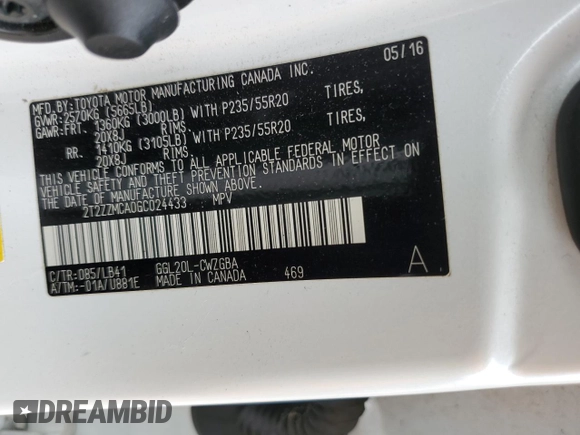 MFD.BY:TOYOTA MOTOR MANUFACTURING CANADA INC. 05/16
GVWR:2570KG (5665LB)
GAWR:FRT. 1360KG (3000LB) WITH P235/55R20 TIRES,
20X8J RIMS
RR. 1410KG (3105LB) WITH P235/55R20 TIRES,
20X8J RIMS
THIS VEHICLE CONFORMS TO ALL APPLICABLE FEDERAL MOTOR
VEHICLE SAFETY AND THEFT PREVENTION STANDARDS IN EFFECT ON
THE DATE OF MANUFACTURE SHOWN ABOVE.
2T2ZZMCA0GC024433 MPV
C/TR:085/LB41 GGL20L-CWZGBA A
A/TM:-01A/U881E MADE IN CANADA 469
DREAMBID